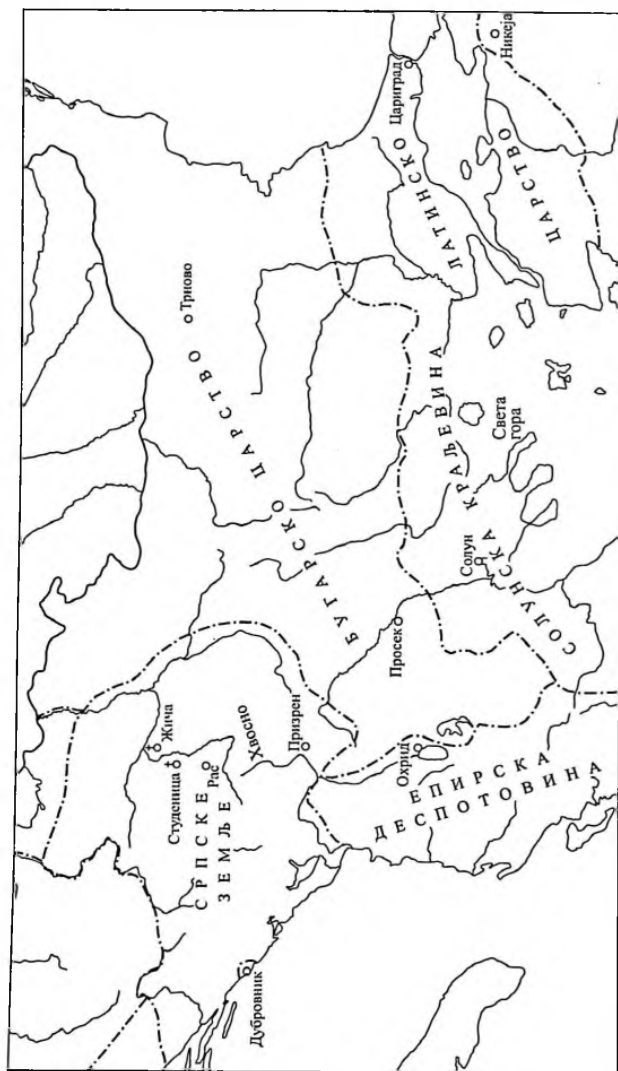 Трново
Цариград
Никеја
ЛАТИНСКО
ЦАРСТВО
БУГАРСКО ЦАРСТВО
Жича
Студеница
Рас
СРПСКЕ
ЗЕМЉЕ
Хвосно
Призрен
Дубровник
Просек
Солун
Света
гора
СОЛУНСКА КРАЉЕВИНА
Охрид
ЕПИРСКА
ДЕСПОТОВИНА